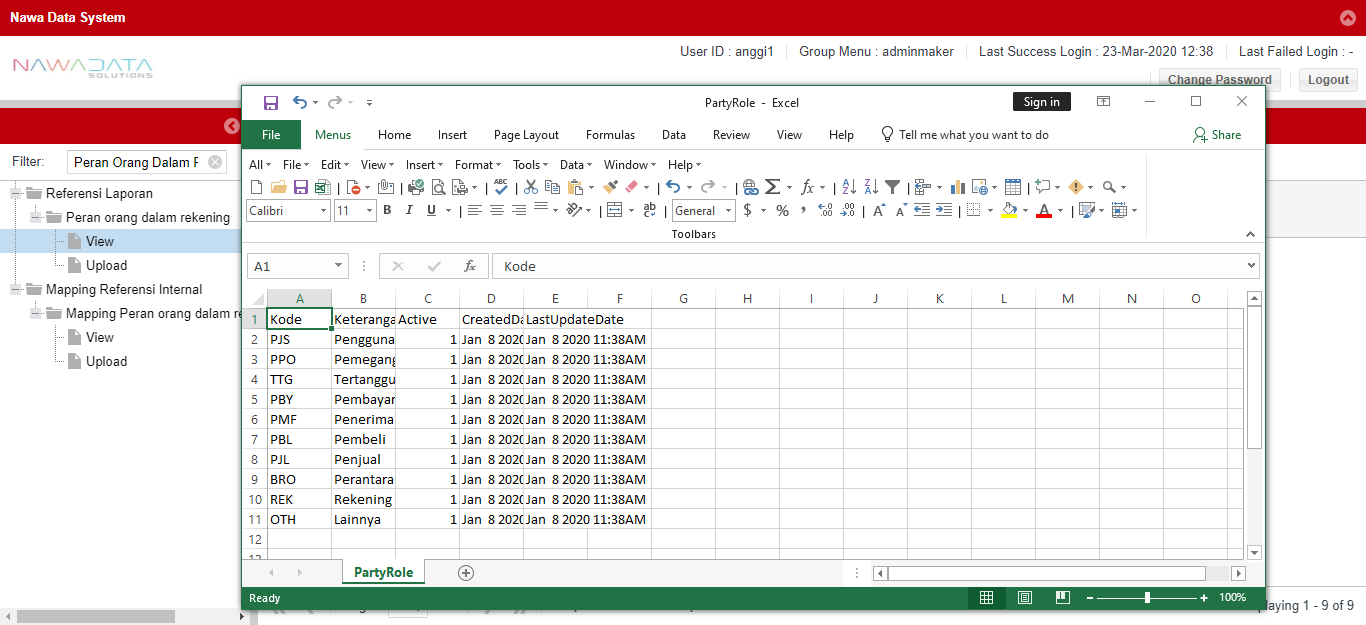 Nawa Data System
User ID : anggi1
Group Menu : adminmaker
Last Success Login : 23-Mar-2020 12:38
Last Failed Login : -
NAWADATA
SOLUTIONS
Change Password
Logout
Filter:
Peran Orang Dalam
Referensi Laporan
Peran orang dalam rekening
View
Upload
Mapping Referensi Internal
Mapping Peran orang dalam
View
Upload
PartyRole - Excel
Sign in
File Menus Home Insert Page Layout Formulas Data Review View Help Tell me what you want to do Share
All File Edit View Insert Format Tools Data Window Help
Calibri 11 B I U General $ % ,
Toolbars
A1 fx Kode
A B C D E F G H I J K L M N O
1 Kode Keteranga Active CreatedDa LastUpdateDate
2 PJS Pengguna 1 Jan 8 2020 Jan 8 2020 11:38AM
3 PPO Pemegang 1 Jan 8 2020 Jan 8 2020 11:38AM
4 TTG Tertanggu 1 Jan 8 2020 Jan 8 2020 11:38AM
5 PBY Pembayar 1 Jan 8 2020 Jan 8 2020 11:38AM
6 PMF Penerima 1 Jan 8 2020 Jan 8 2020 11:38AM
7 PBL Pembeli 1 Jan 8 2020 Jan 8 2020 11:38AM
8 PJL Penjual 1 Jan 8 2020 Jan 8 2020 11:38AM
9 BRO Perantara 1 Jan 8 2020 Jan 8 2020 11:38AM
10 REK Rekening 1 Jan 8 2020 Jan 8 2020 11:38AM
11 OTH Lainnya 1 Jan 8 2020 Jan 8 2020 11:38AM
12
PartyRole
Ready
100%
laying 1 - 9 of 9